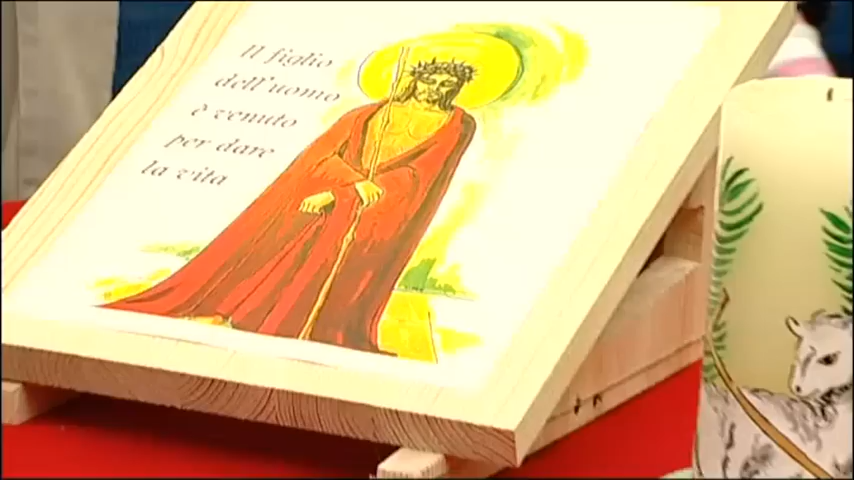 Il figlio
dell'uomo
è venuto
per dare
la vita